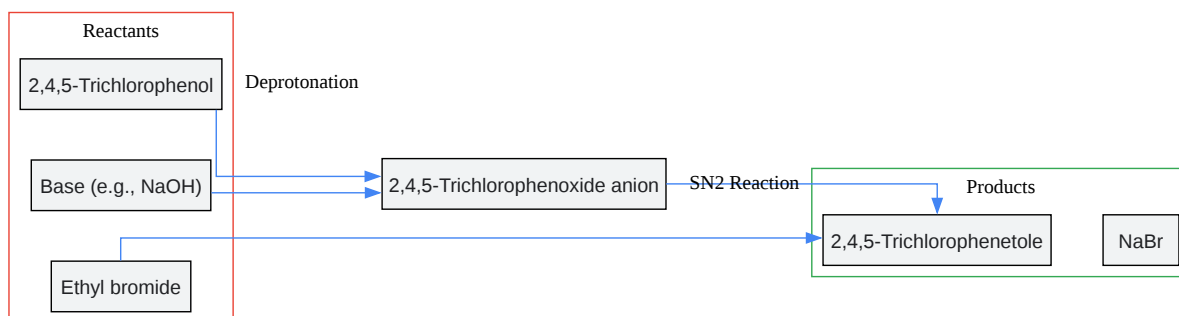 Reactants
2,4,5-Trichlorophenol
Deprotonation
Base (e.g., NaOH)
2,4,5-Trichlorophenoxide anion
SN2 Reaction
Products
2,4,5-Trichlorophenetole
NaBr
Ethyl bromide